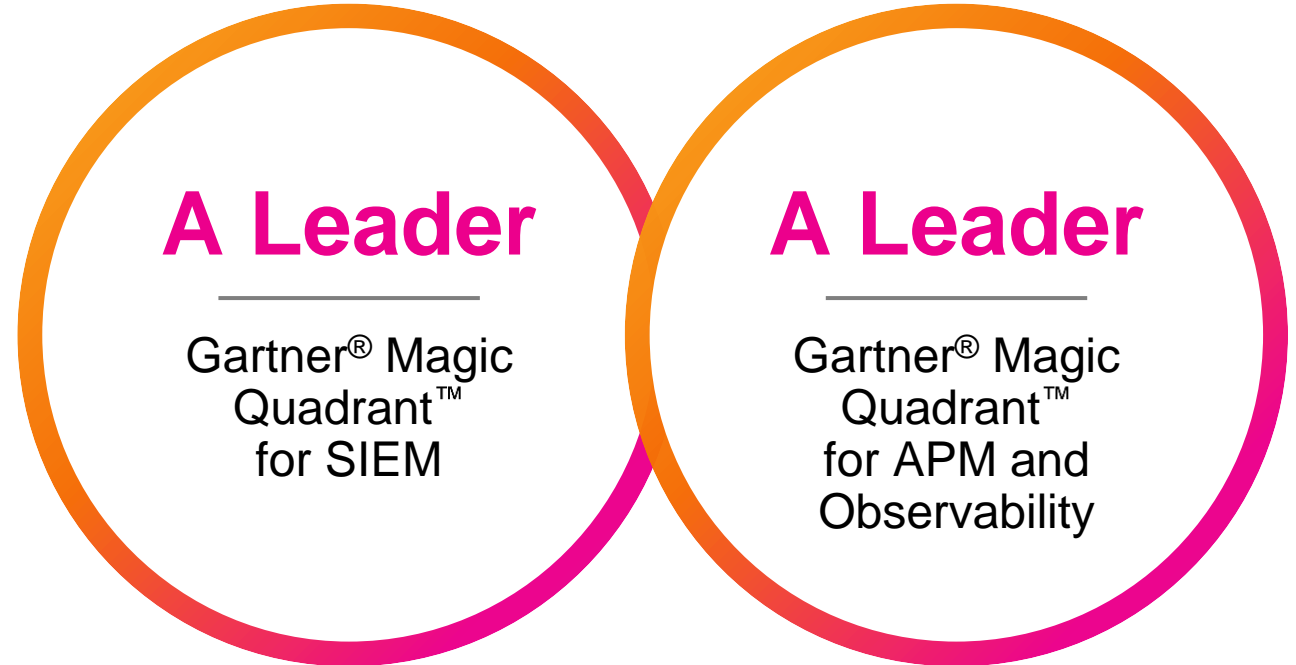 A Leader
Gartner® Magic
Quadrant™
for SIEM
A Leader
Gartner® Magic
Quadrant™
for APM and
Observability